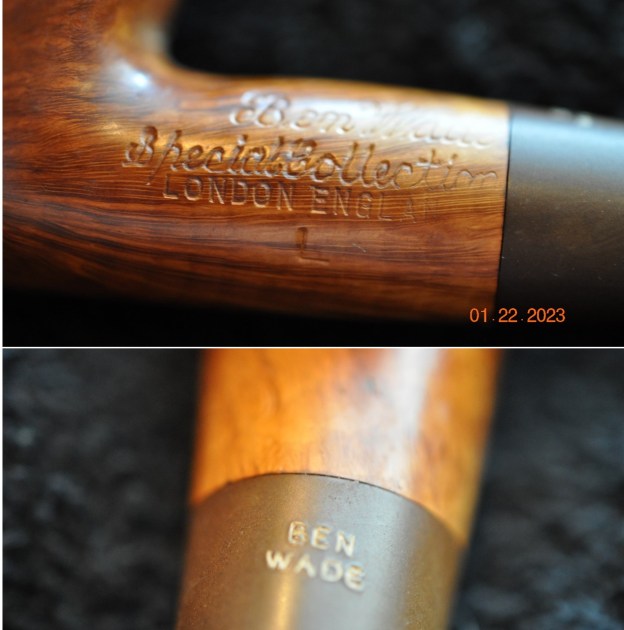 Ben Wade
Special Collection
LONDON ENGLA
L
01.22.2023
BEN
WADE